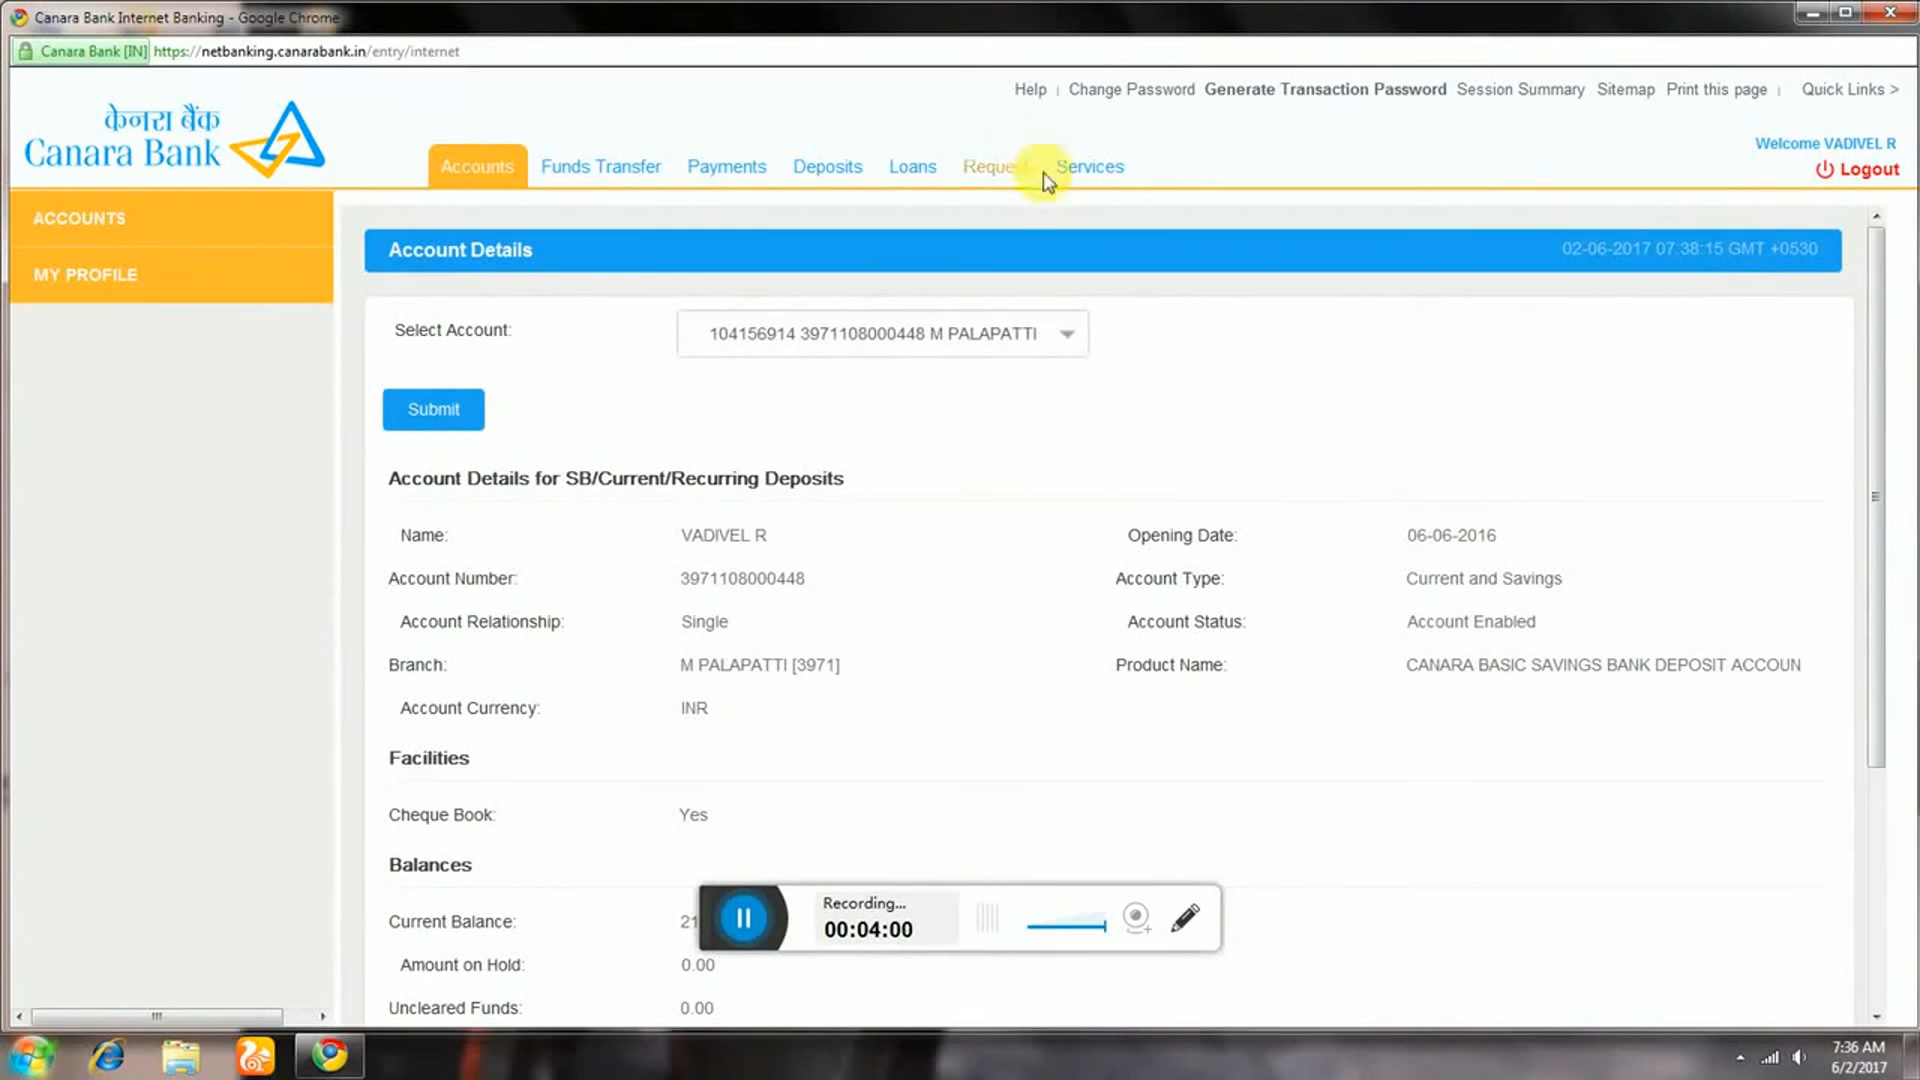 Canara Bank Internet Banking - Google Chrome
Canara Bank [IN] https://netbanking.canarabank.in/entry/internet
Help Change Password Generate Transaction Password Session Summary Sitemap Print this page Quick Links >
केनरा बैंक
Canara Bank
Welcome VADIVEL R
Logout
Accounts Funds Transfer Payments Deposits Loans Services
ACCOUNTS
MY PROFILE
Account Details 02-06-2017 07:38:15 GMT +0530
Select Account: 104156914 3971108000448 M PALAPATTI
Submit
Account Details for SB/Current/Recurring Deposits
Name: VADIVEL R Opening Date: 06-06-2016
Account Number: 3971108000448 Account Type: Current and Savings
Account Relationship: Single Account Status: Account Enabled
Branch: M PALAPATTI [3971] Product Name: CANARA BASIC SAVINGS BANK DEPOSIT ACCOUN
Account Currency: INR
Facilities
Cheque Book: Yes
Balances
Current Balance: 21
Recording...
00:04:00
Amount on Hold: 0.00
Uncleared Funds: 0.00
7:36 AM
6/2/2017